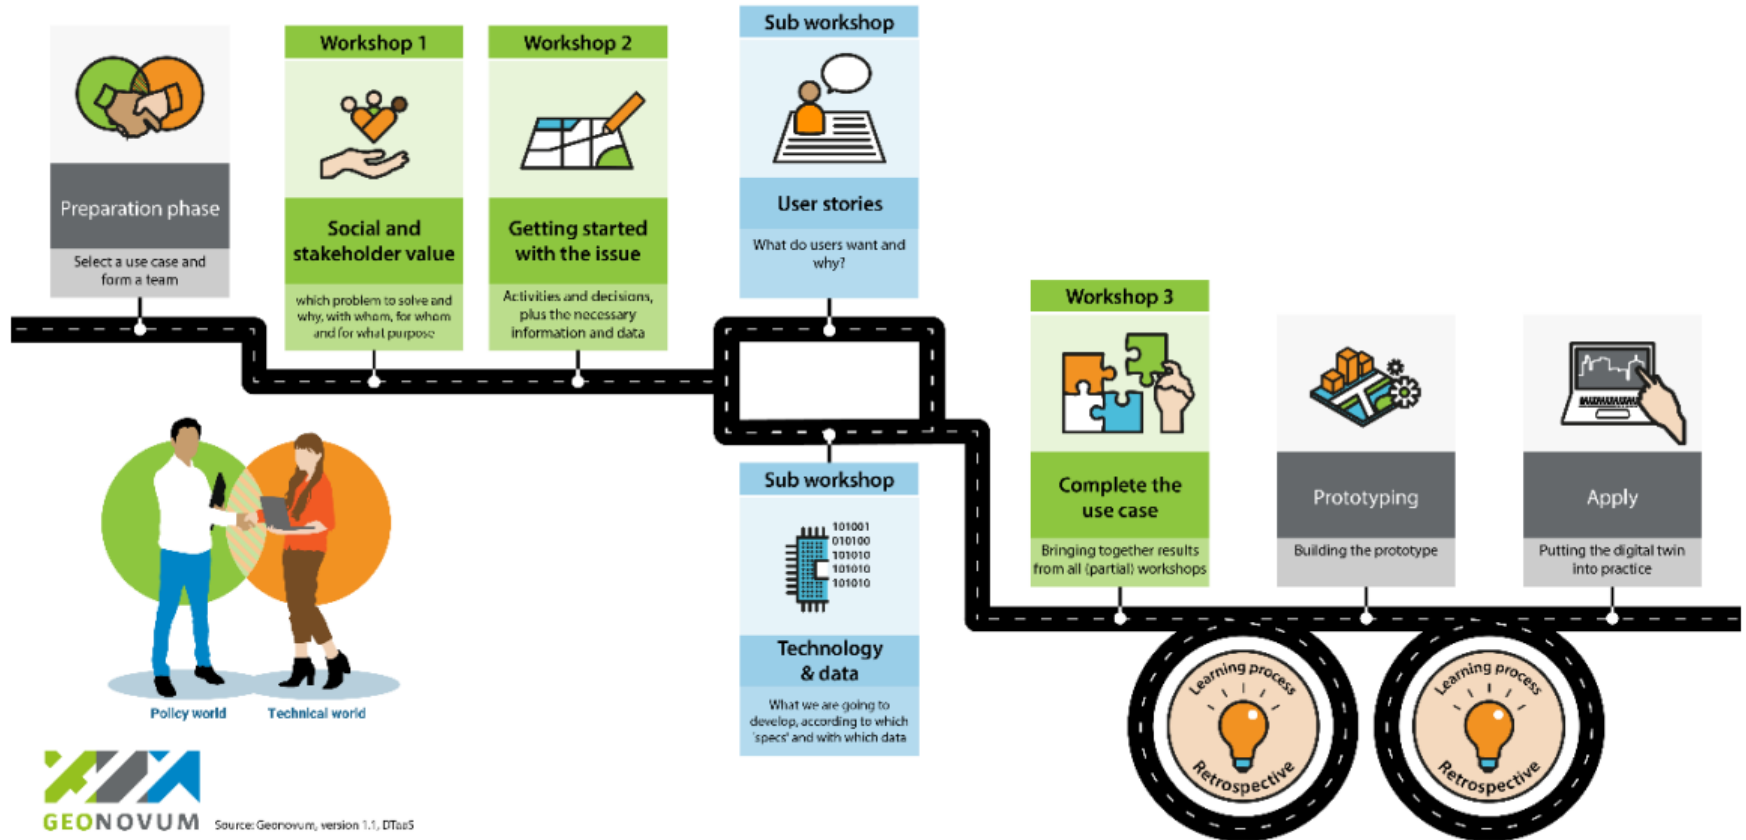 Preparation phase
Select a use case and
form a team
Workshop 1
Social and
stakeholder value
which problem to solve and
why, with whom, for whom
and for what purpose
Workshop 2
Getting started
with the issue
Activities and decisions,
plus the necessary
information and data
Sub workshop
User stories
What do users want and
why?
Sub workshop
101001
010100
101010
101010
101010
Technology
& data
What we are going to
develop, according to which
'specs' and with which data
Workshop 3
Complete the
use case
Bringing together results
from all (partial) workshops
Prototyping
Building the prototype
Apply
Putting the digital twin
into practice
Learning process
Retrospective
Learning process
Retrospective
Policy world
Technical world
GEONOVUM
Source: Geonovum, version 1.1, DTaaS